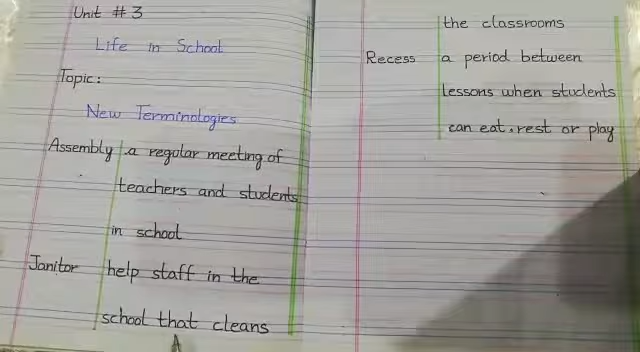 Unit # 3
Life in School
Topic:
New Terminologies
Assembly a regular meeting of
teachers and students
in school
Janitor help staff in the
school that cleans
the classrooms
Recess a period between
lessons when students
can eat, rest or play